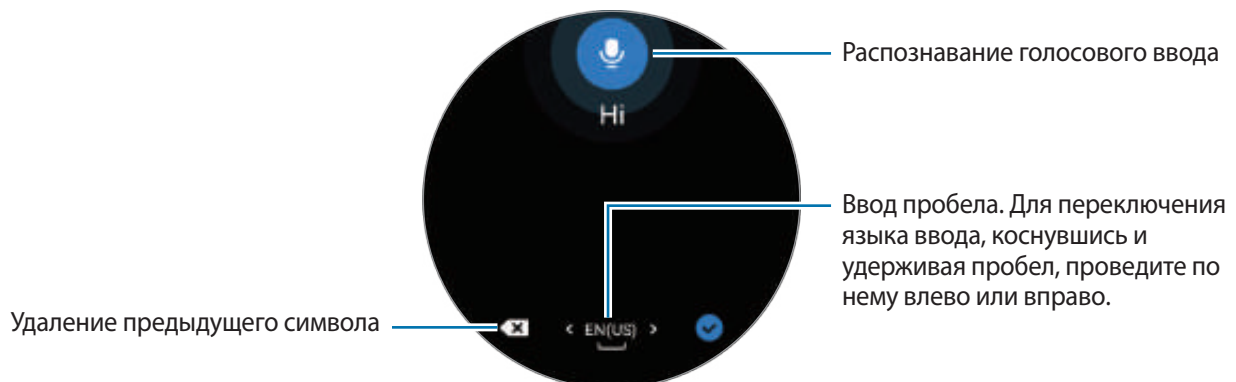 Распознавание голосового ввода
Hi
Ввод пробела. Для переключения
языка ввода, коснувшись и
удерживая пробел, проведите по
нему влево или вправо.
Удаление предыдущего символа
< EN(US) >